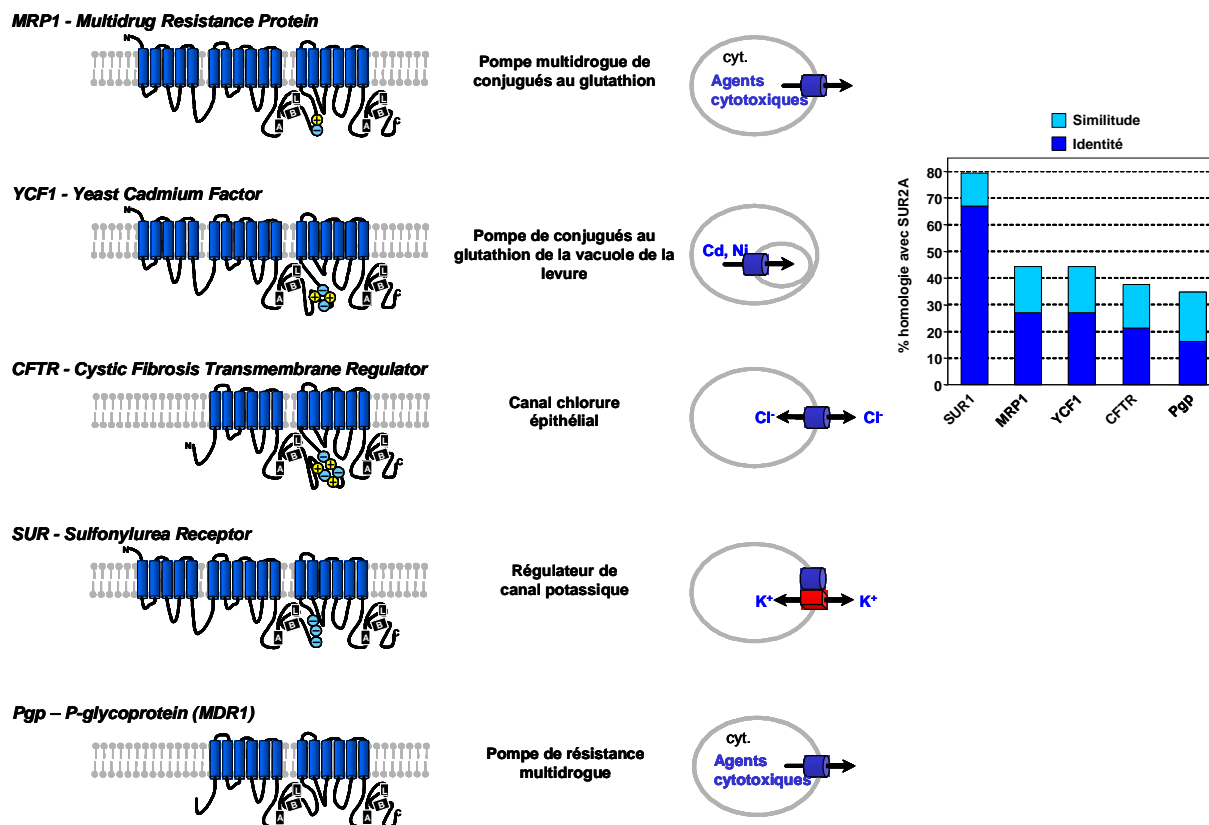 MRP1 - Multidrug Resistance Protein
N
A
B
L
+
−
A
B
L
C
Pompe multidrogue de
conjugués au glutathion
cyt.
Agents
cytotoxiques
YCF1 - Yeast Cadmium Factor
N
A
B
L
−
+
+
−
A
B
L
C
Pompe de conjugués au
glutathion de la vacuole de la
levure
Cd, Ni
CFTR - Cystic Fibrosis Transmembrane Regulator
N
A
B
L
−
+
−
−
+
−
+
A
B
L
C
Canal chlorure
épithélial
Cl-
Cl-
SUR - Sulfonylurea Receptor
N
A
B
L
−
−
−
A
B
L
C
Régulateur de
canal potassique
K+
K+
Pgp – P-glycoprotein (MDR1)
A
B
L
A
B
L
C
Pompe de résistance
multidrogue
cyt.
Agents
cytotoxiques
Similitude
Identité
% homologie avec SUR2A
80
70
60
50
40
30
20
10
0
SUR1
MRP1
YCF1
CFTR
Pgp